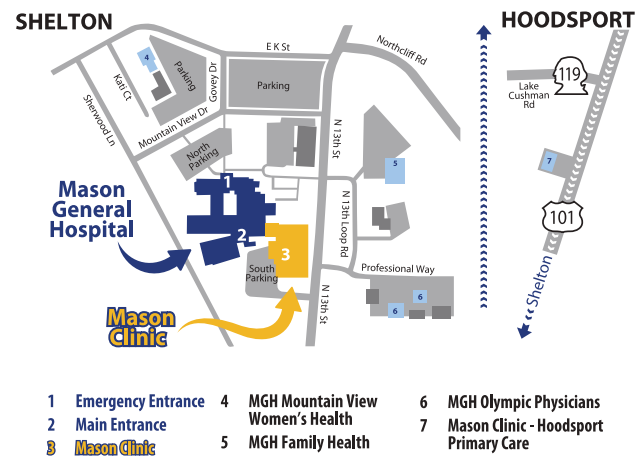 SHELTON
HOODSPORT
E K St
Northcliff Rd
4
Parking
Govey Dr
Kati Ct
Parking
119
Lake
Cushman
Rd
Sherwood Ln
Mountain View Dr
N 13th St
North
Parking
5
7
1
Mason
General
Hospital
N 13th Loop Rd
101
2
3
South
Parking
Professional Way
Shelton
6
6
N 13th St
Mason
Clinic
1 Emergency Entrance
2 Main Entrance
3 Mason Clinic
4 MGH Mountain View
Women's Health
5 MGH Family Health
6 MGH Olympic Physicians
7 Mason Clinic - Hoodsport
Primary Care